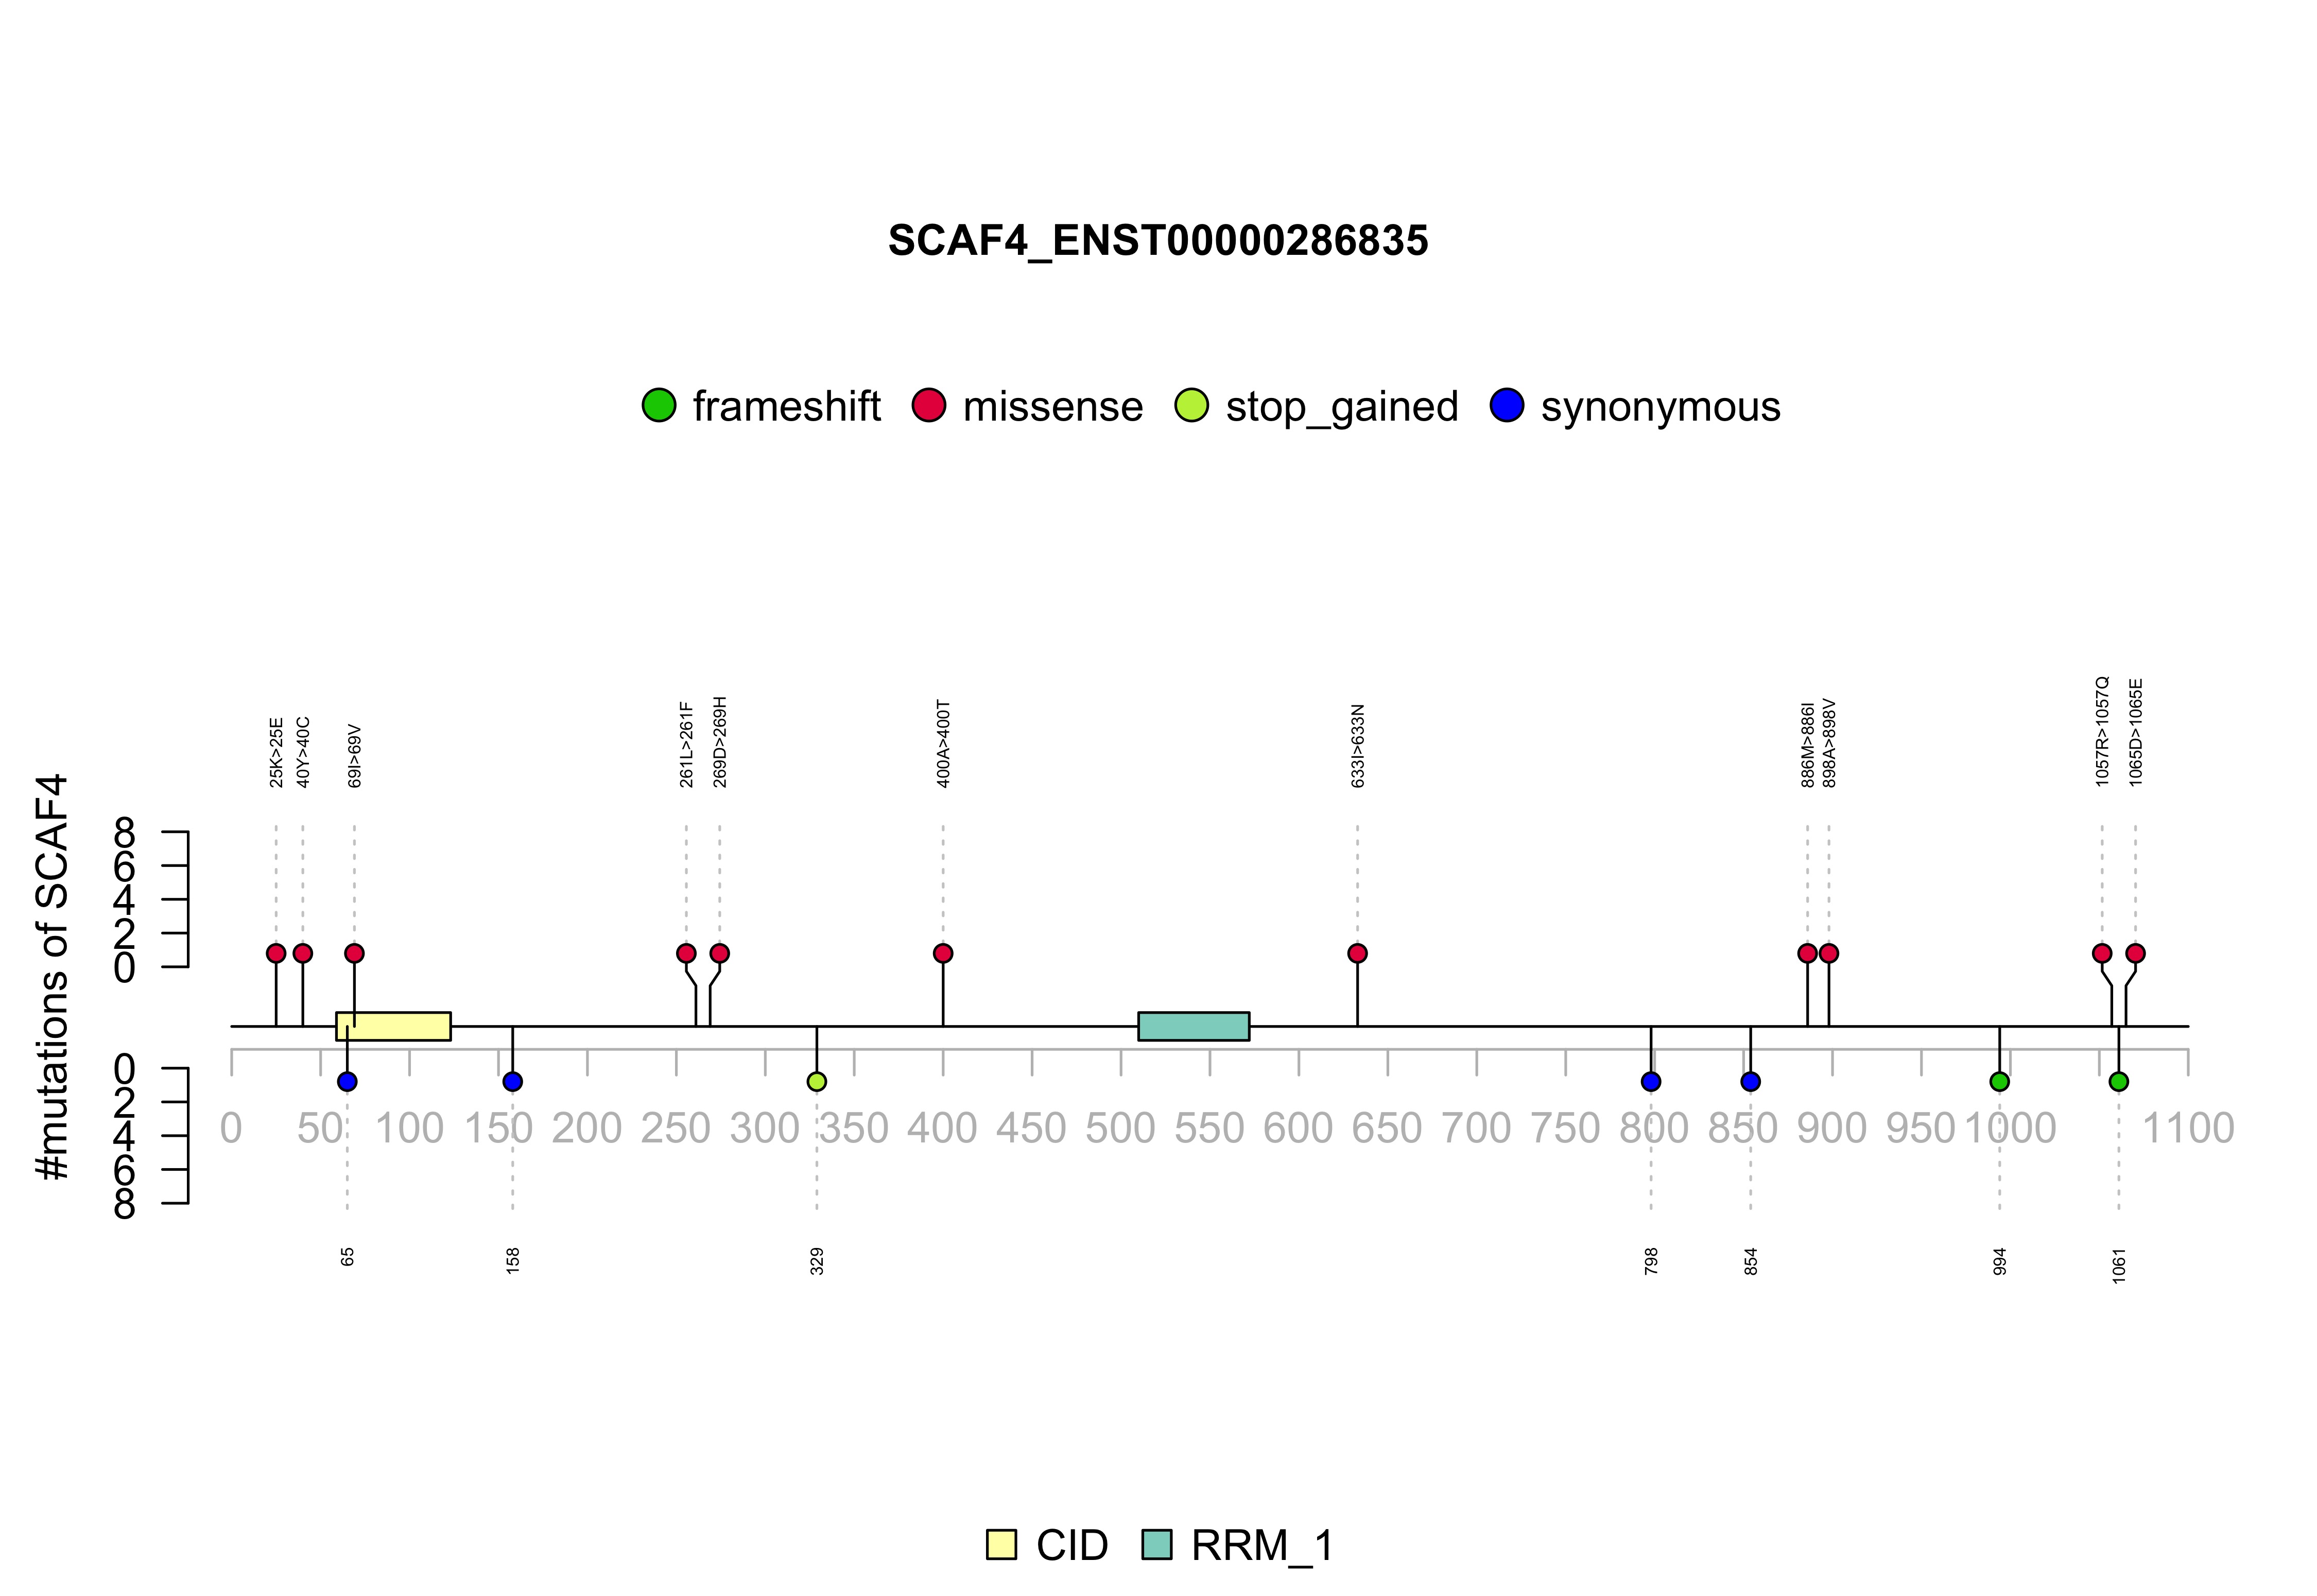 SCAF4_ENST00000286835
frameshift missense stop_gained synonymous
25K>25E
40Y>40C
69I>69V
261L>261F
269D>269H
400A>400T
633I>633N
886M>886I
898A>898V
1057R>1057Q
1065D>1065E
#mutations of SCAF4
8
6
4
2
0
0
2
4
6
8
0 50 100 150 200 250 300 350 400 450 500 550 600 650 700 750 800 850 900 950 1000 1100
65
158
329
798
854
994
1061
CID RRM_1